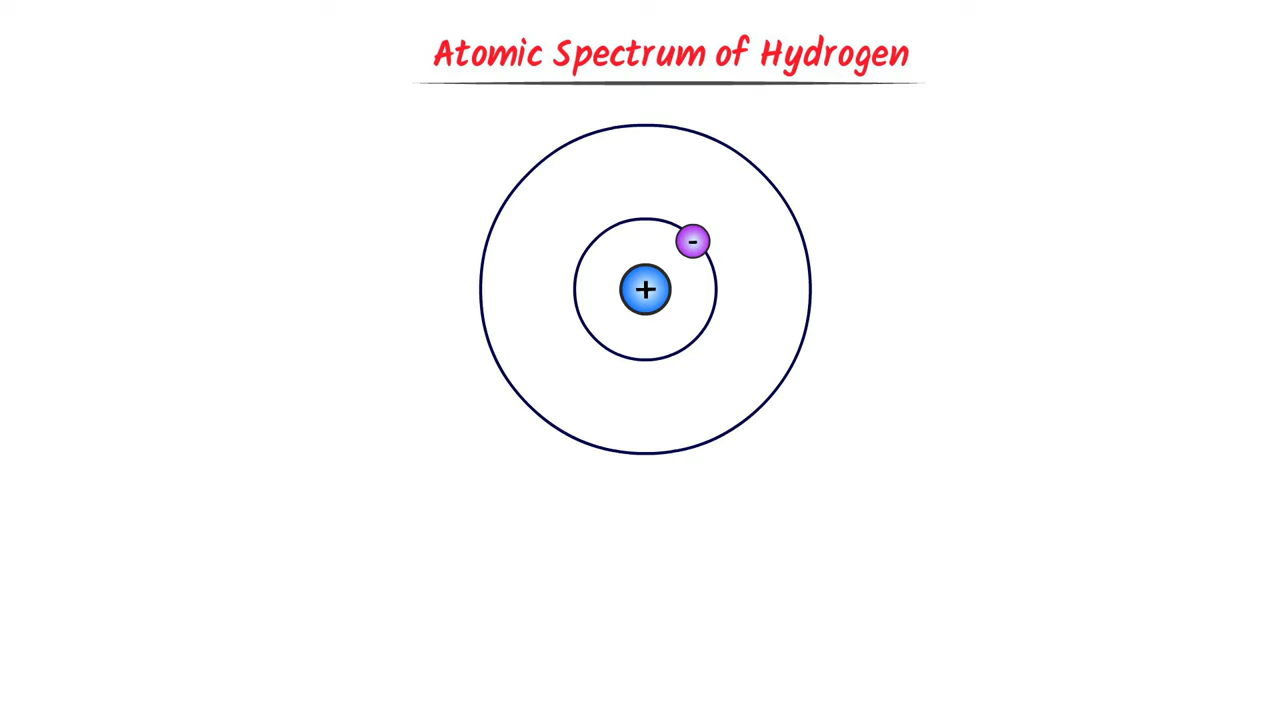 Atomic Spectrum of Hydrogen
-
+